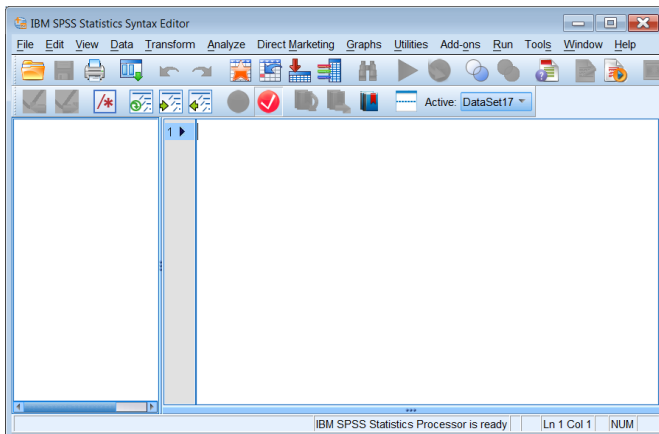 IBM SPSS Statistics Syntax Editor
File Edit View Data Transform Analyze Direct Marketing Graphs Utilities Add-ons Run Tools Window Help
Active: DataSet17
1
IBM SPSS Statistics Processor is ready Ln 1 Col 1 NUM